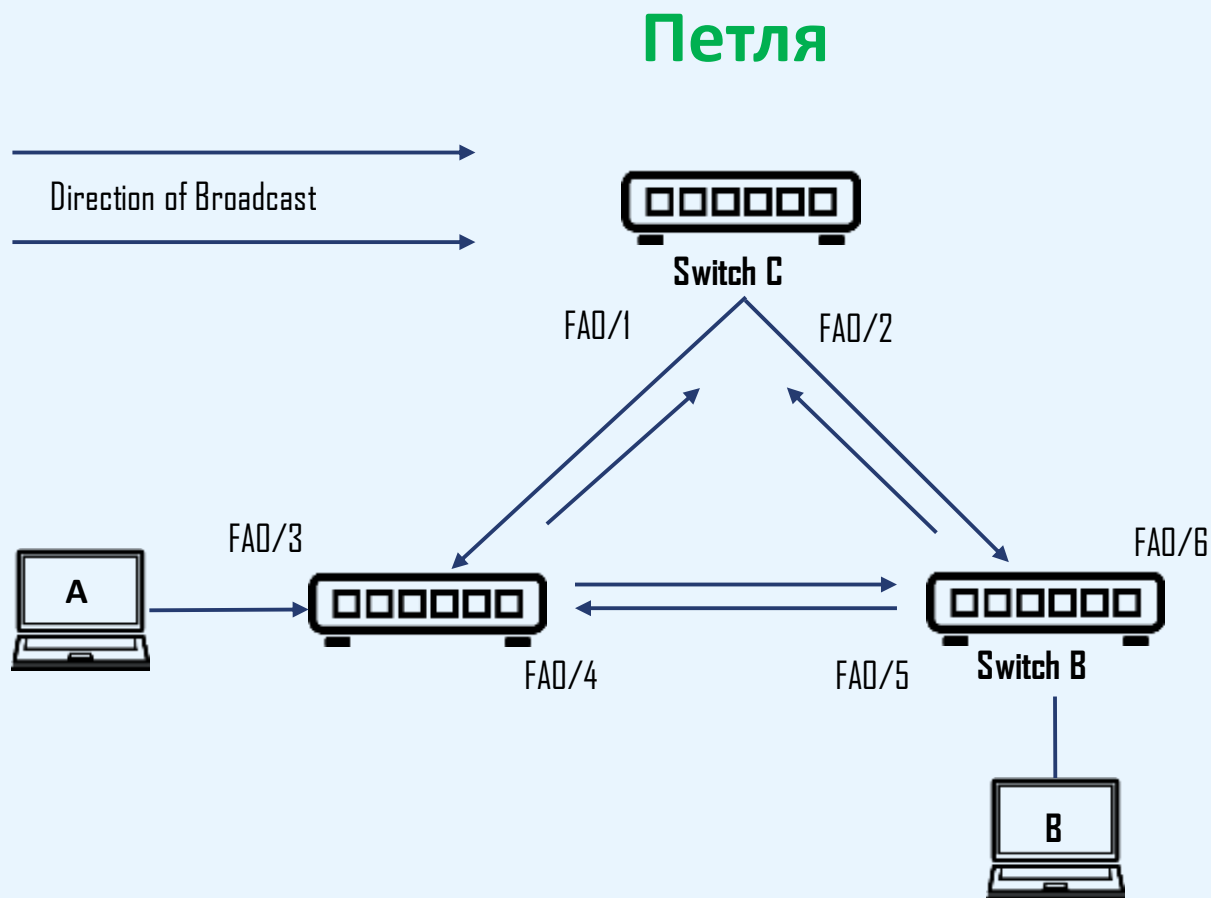 Петля
Direction of Broadcast
Switch C
FA0/1
FA0/2
FA0/3
FA0/6
A
FA0/4
FA0/5
Switch B
B